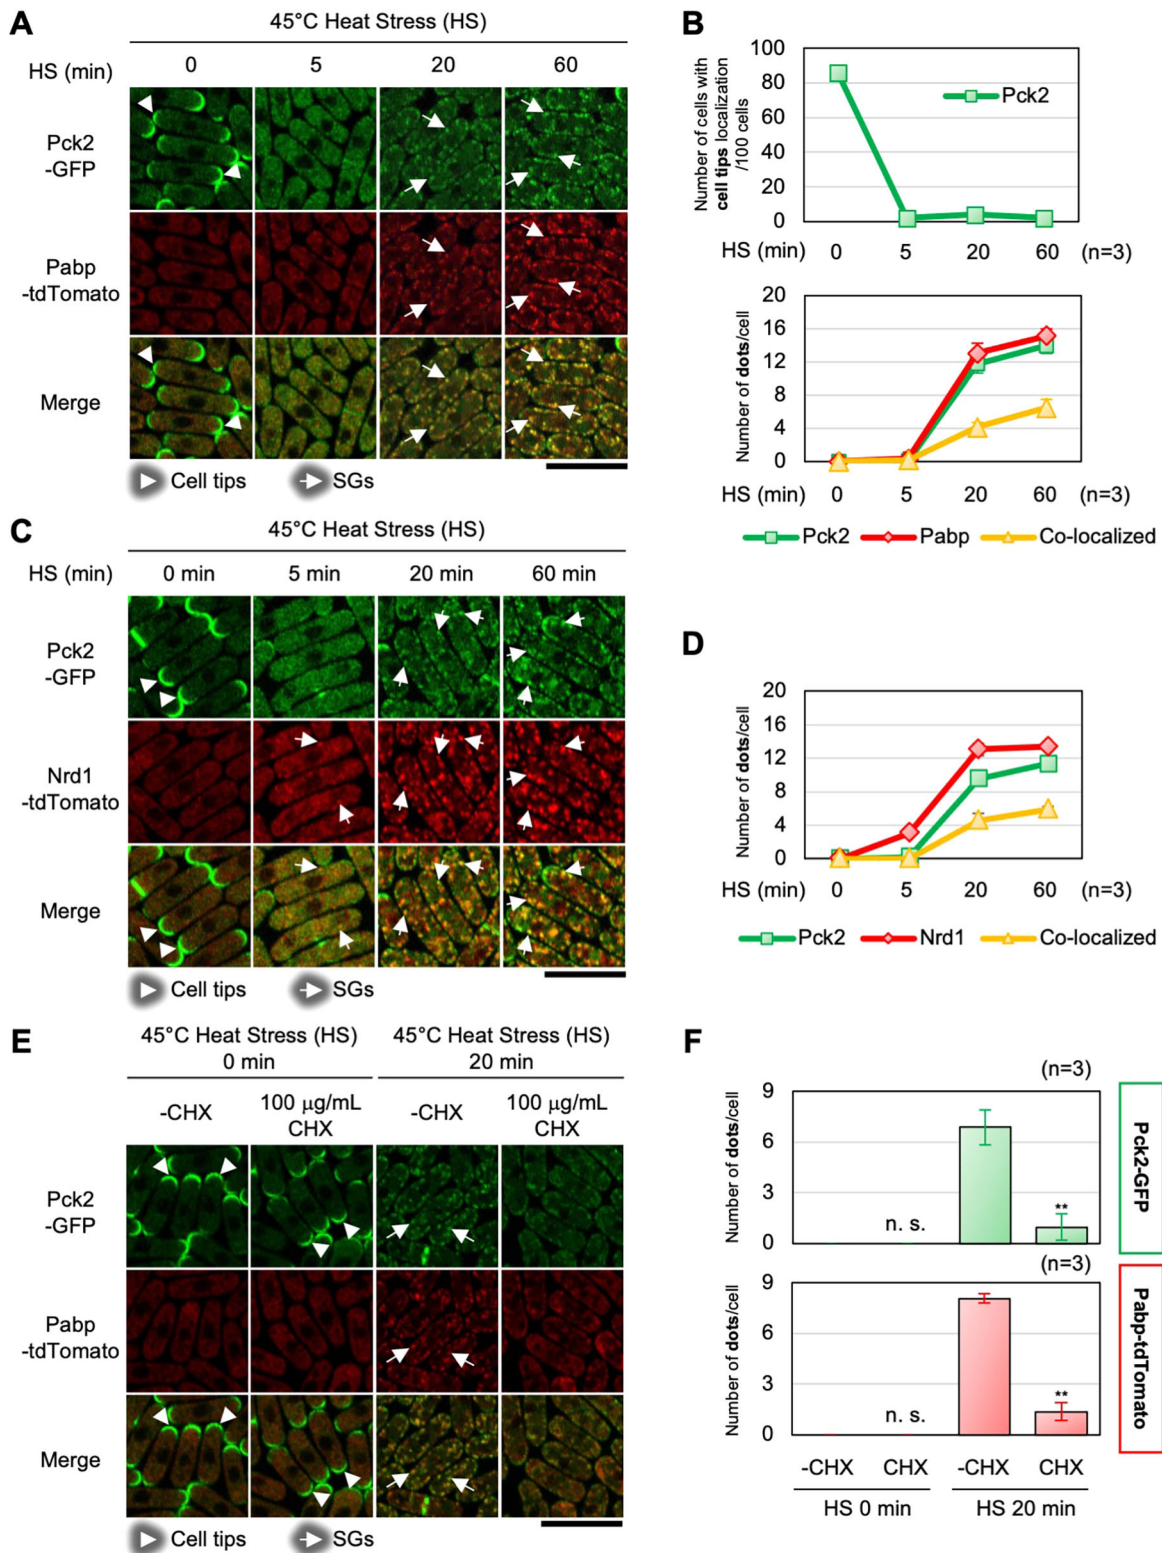 A
45°C Heat Stress (HS)
HS (min)
0
5
20
60
Pck2
-GFP
Pabp
-tdTomato
Merge
Cell tips
SGs
B
Number of cells with
cell tips localization
/100 cells
100
80
60
40
20
0
Pck2
HS (min)
0
5
20
60
(n=3)
Number of dots/cell
20
16
12
8
4
0
HS (min)
0
5
20
60
(n=3)
Pck2
Pabp
Co-localized
C
45°C Heat Stress (HS)
HS (min)
0 min
5 min
20 min
60 min
Pck2
-GFP
Nrd1
-tdTomato
Merge
Cell tips
SGs
D
Number of dots/cell
20
16
12
8
4
0
HS (min)
0
5
20
60
(n=3)
Pck2
Nrd1
Co-localized
E
45°C Heat Stress (HS)
0 min
45°C Heat Stress (HS)
20 min
-CHX
100 µg/mL
CHX
-CHX
100 µg/mL
CHX
Pck2
-GFP
Pabp
-tdTomato
Merge
Cell tips
SGs
F
(n=3)
Number of dots/cell
9
6
3
0
n. s.
**
Pck2-GFP
(n=3)
Number of dots/cell
9
6
3
0
n. s.
**
Pabp-tdTomato
-CHX
CHX
-CHX
CHX
HS 0 min
HS 20 min